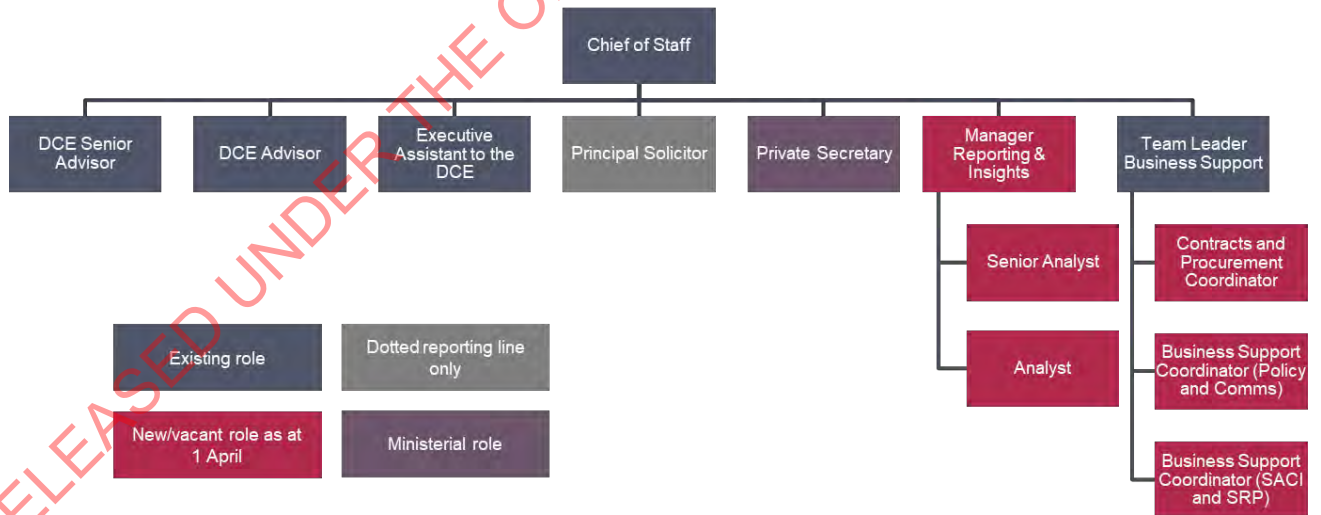 Chief of Staff
DCE Senior
Advisor
DCE Advisor
Executive
Assistant to the
DCE
Principal Solicitor
Private Secretary
Manager
Reporting &
Insights
Team Leader
Business Support
Senior Analyst
Analyst
Contracts and
Procurement
Coordinator
Business Support
Coordinator (Policy
and Comms)
Business Support
Coordinator (SACI
and SRP)
Existing role
Dotted reporting line
only
New/vacant role as at
1 April
Ministerial role
ELEASED UNDER THE O